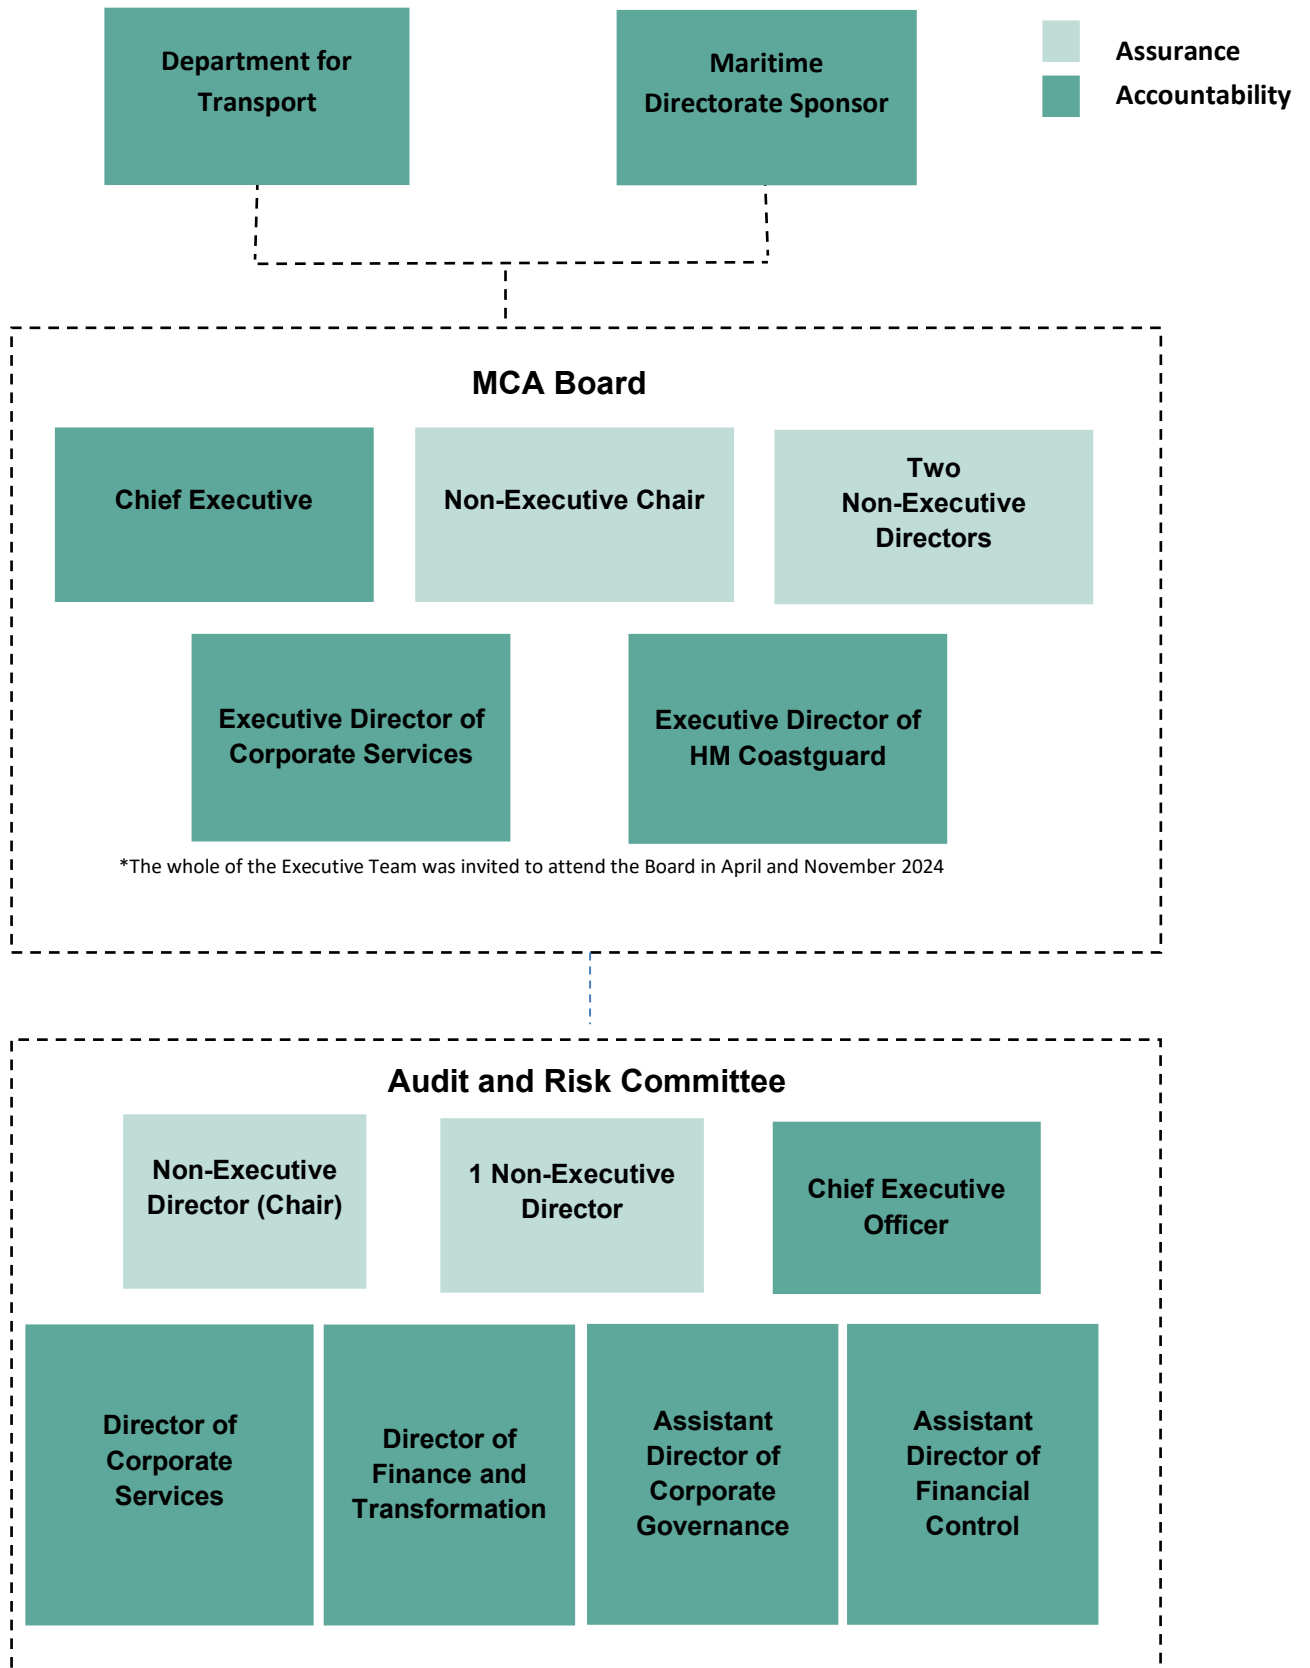 Department for
Transport
Maritime
Directorate Sponsor
Assurance
Accountability
MCA Board
Chief Executive
Non-Executive Chair
Two
Non-Executive
Directors
Executive Director of
Corporate Services
Executive Director of
HM Coastguard
*The whole of the Executive Team was invited to attend the Board in April and November 2024
Audit and Risk Committee
Non-Executive
Director (Chair)
1 Non-Executive
Director
Chief Executive
Officer
Director of
Corporate
Services
Director of
Finance and
Transformation
Assistant
Director of
Corporate
Governance
Assistant
Director of
Financial
Control